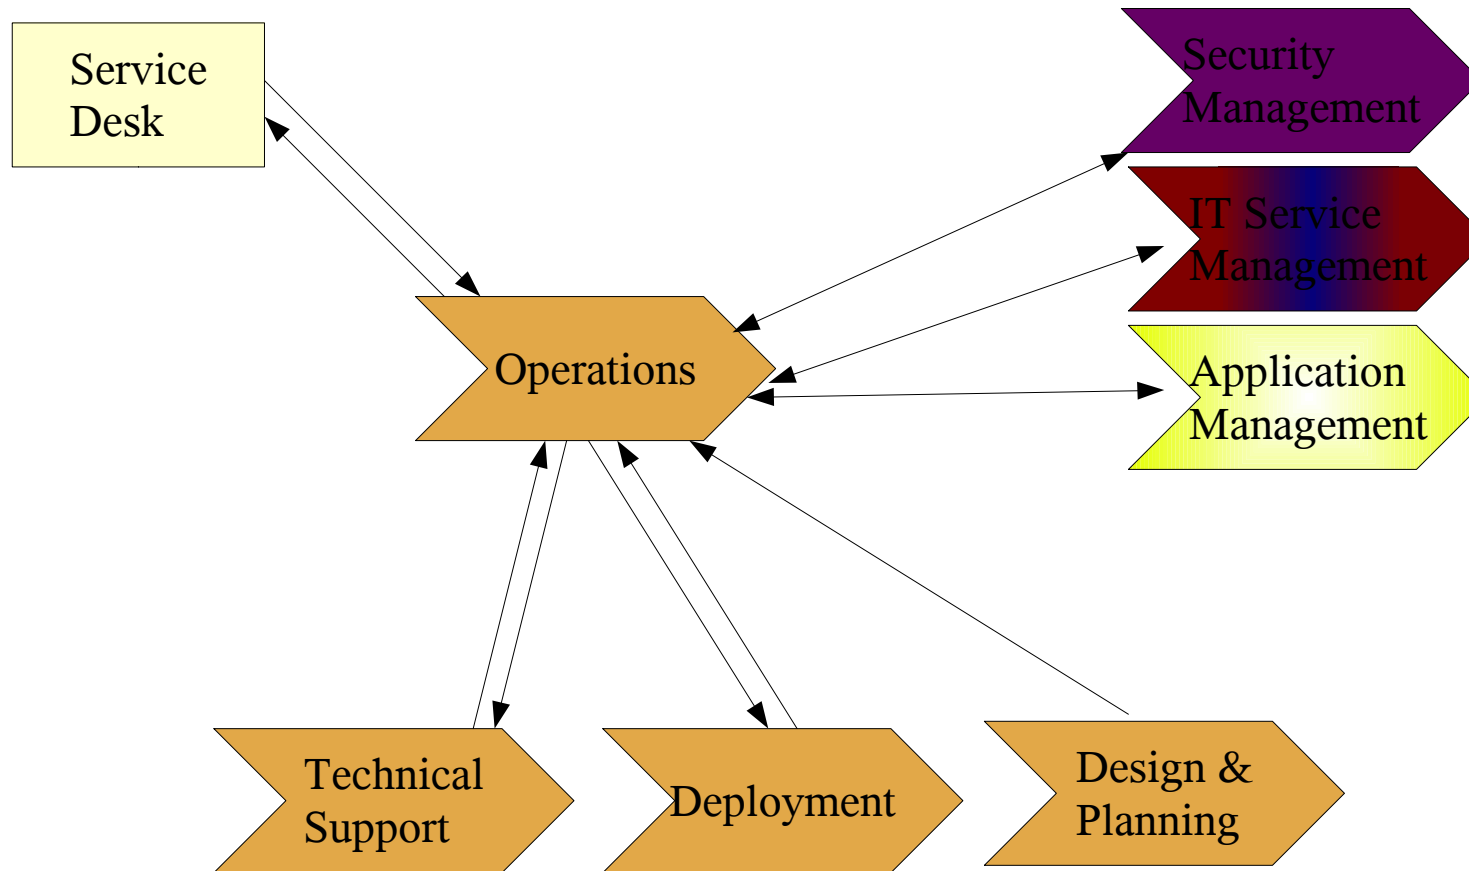 Service
Desk
Security
Management
IT Service
Management
Operations
Application
Management
Technical
Support
Deployment
Design &
Planning